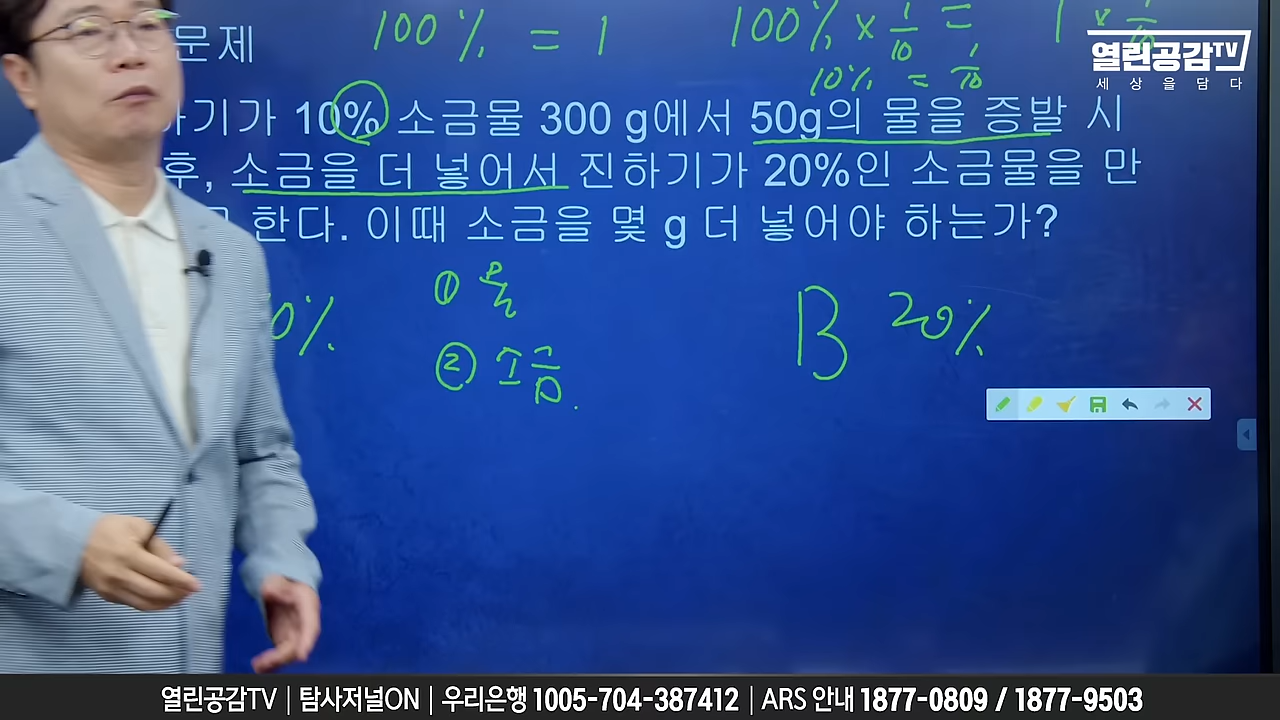 100% = 1
100% × 1/10 =
10% = 1/10
문제
하기가 10% 소금물 300 g에서 50g의 물을 증발 시
후, 소금을 더 넣어서 진하기가 20%인 소금물을 만
한다. 이때 소금을 몇 g 더 넣어야 하는가?
0%
① 물
② 소금.
B 20%
열린공감TV
세상을담다
열린공감TV | 탐사저널ON | 우리은행 1005-704-387412 | ARS 안내 1877-0809 / 1877-9503